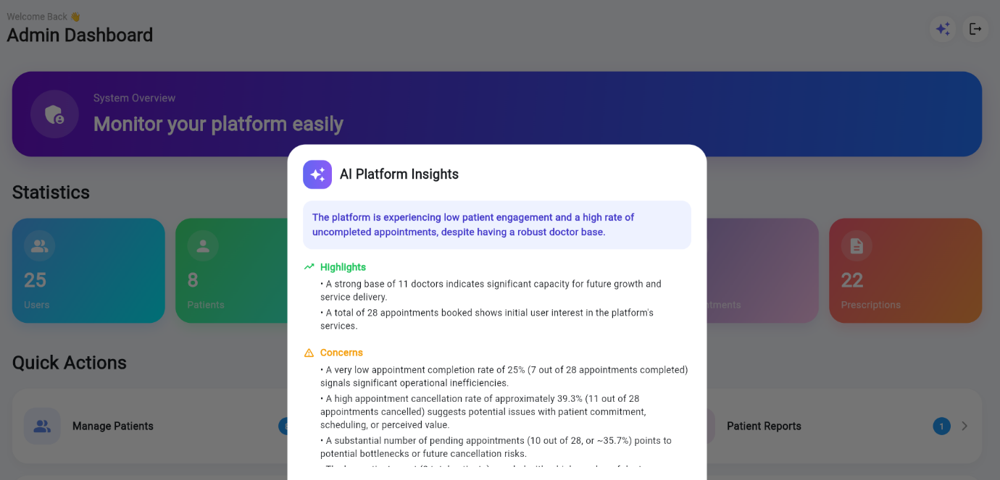 Welcome Back 👋
Admin Dashboard
System Overview
Monitor your platform easily
AI Platform Insights
The platform is experiencing low patient engagement and a high rate of
uncompleted appointments, despite having a robust doctor base.
Statistics
25
Users
8
Patients
22
Prescriptions
Highlights
• A strong base of 11 doctors indicates significant capacity for future growth and
service delivery.
• A total of 28 appointments booked shows initial user interest in the platform's
services.
Concerns
• A very low appointment completion rate of 25% (7 out of 28 appointments completed)
signals significant operational inefficiencies.
• A high appointment cancellation rate of approximately 39.3% (11 out of 28
appointments cancelled) suggests potential issues with patient commitment,
scheduling, or perceived value.
• A substantial number of pending appointments (10 out of 28, or ~35.7%) points to
potential bottlenecks or future cancellation risks.
Quick Actions
Manage Patients
Patient Reports
1